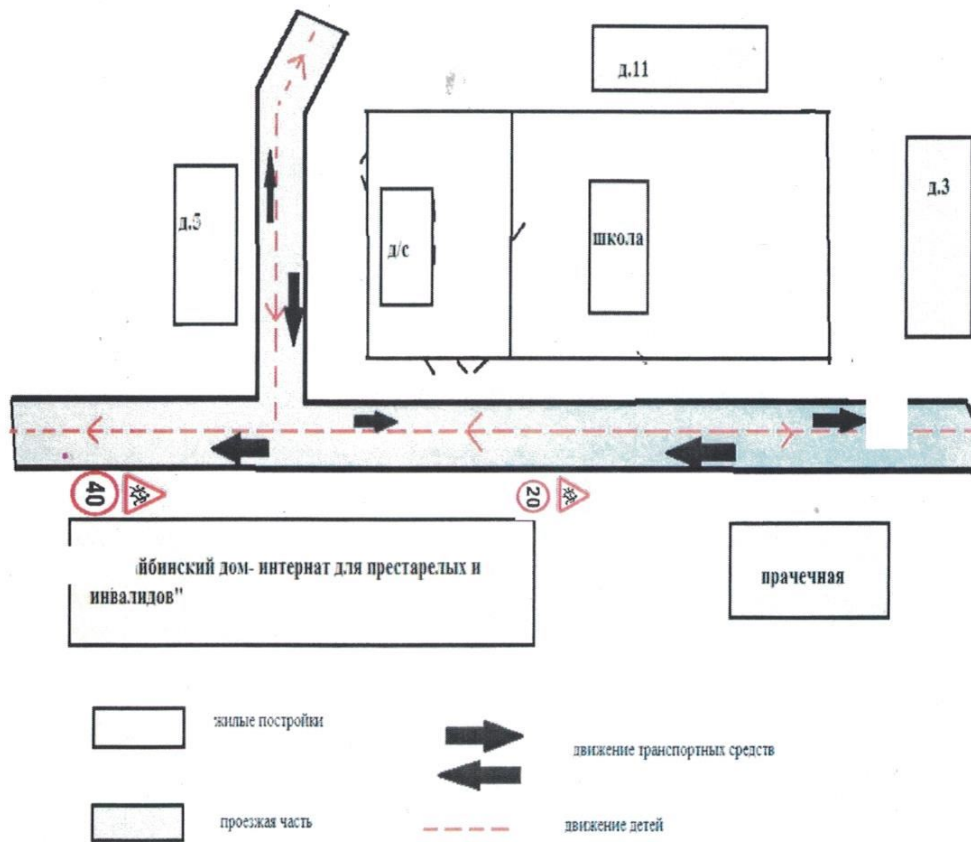 д.11
д.3
д.5
д/с
школа
40
20
йбинский дом- интернат для престарелых и
инвалидов"
прачечная
жилые постройки
движение транспортных средств
проезжая часть
движение детей